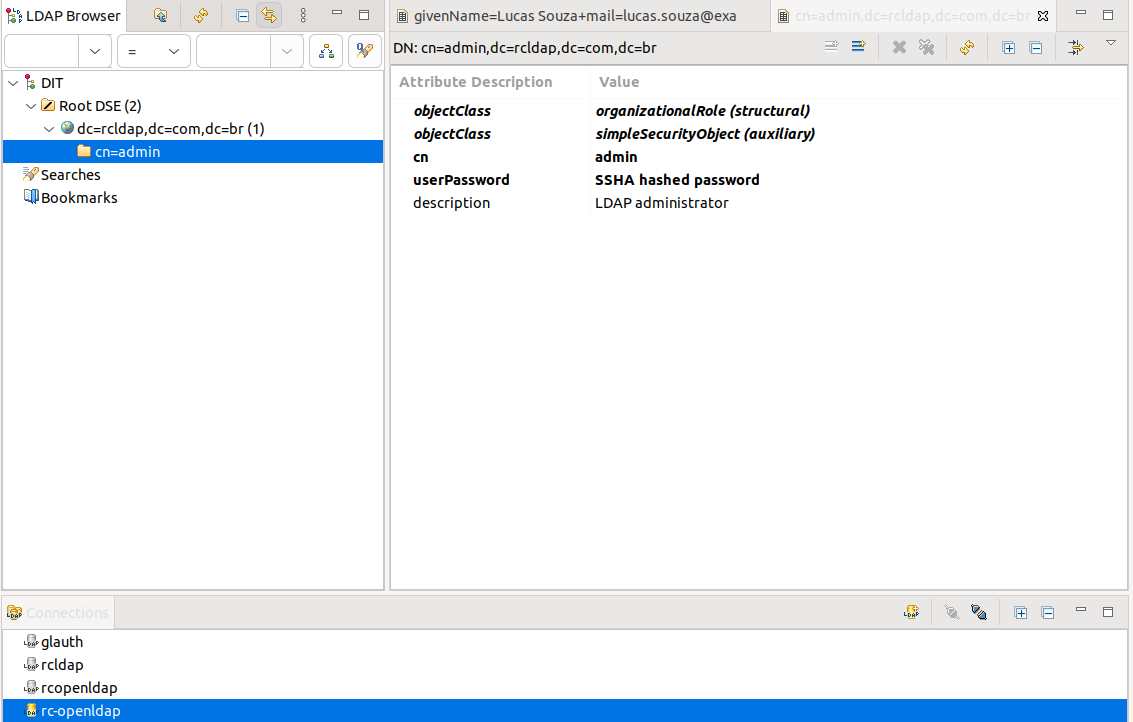 LDAP Browser
=
DIT
Root DSE (2)
dc=rcldap,dc=com,dc=br (1)
cn=admin
Searches
Bookmarks
givenName=Lucas Souza+mail=lucas.souza@exa
cn=admin,dc=rcldap,dc=com,dc=br
DN: cn=admin,dc=rcldap,dc=com,dc=br
Attribute Description Value
objectClass organizationalRole (structural)
objectClass simpleSecurityObject (auxiliary)
cn admin
userPassword SSHA hashed password
description LDAP administrator
Connections
glauth
rcldap
rcopenldap
rc-openldap